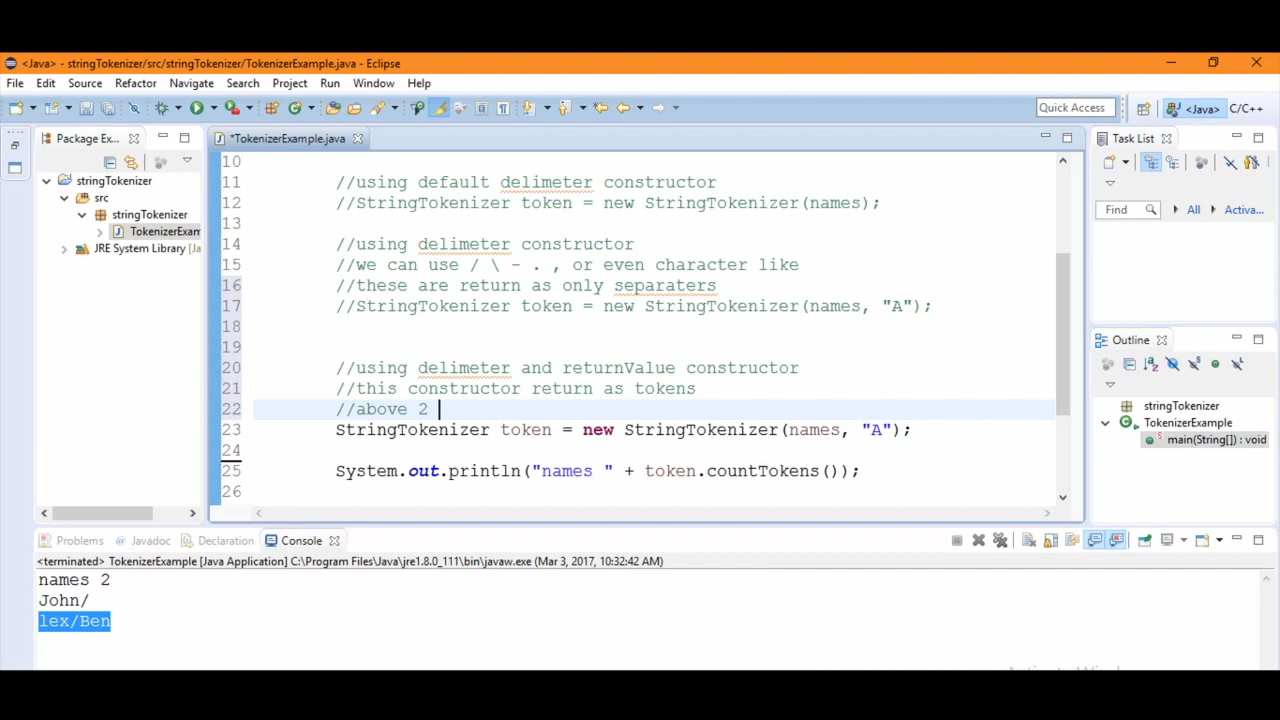 <Java> - stringTokenizer/src/stringTokenizer/TokenizerExample.java - Eclipse
File Edit Source Refactor Navigate Search Project Run Window Help
Quick Access <Java> C/C++
Package Ex...
stringTokenizer
src
stringTokenizer
TokenizerExam
JRE System Library [Ja
*TokenizerExample.java
10
11 //using default delimeter constructor
12 //StringTokenizer token = new StringTokenizer(names);
13
14 //using delimeter constructor
15 //we can use / \ - . , or even character like
16 //these are return as only separaters
17 //StringTokenizer token = new StringTokenizer(names, "A");
18
19
20 //using delimeter and returnValue constructor
21 //this constructor return as tokens
22 //above 2
23 StringTokenizer token = new StringTokenizer(names, "A");
24
25 System.out.println("names " + token.countTokens());
26
Task List
Find All Activa...
Outline
stringTokenizer
TokenizerExample
main(String[]) : void
Problems @ Javadoc Declaration Console
<terminated> TokenizerExample [Java Application] C:\Program Files\Java\jre1.8.0_111\bin\javaw.exe (Mar 3, 2017, 10:32:42 AM)
names 2
John/
lex/Ben